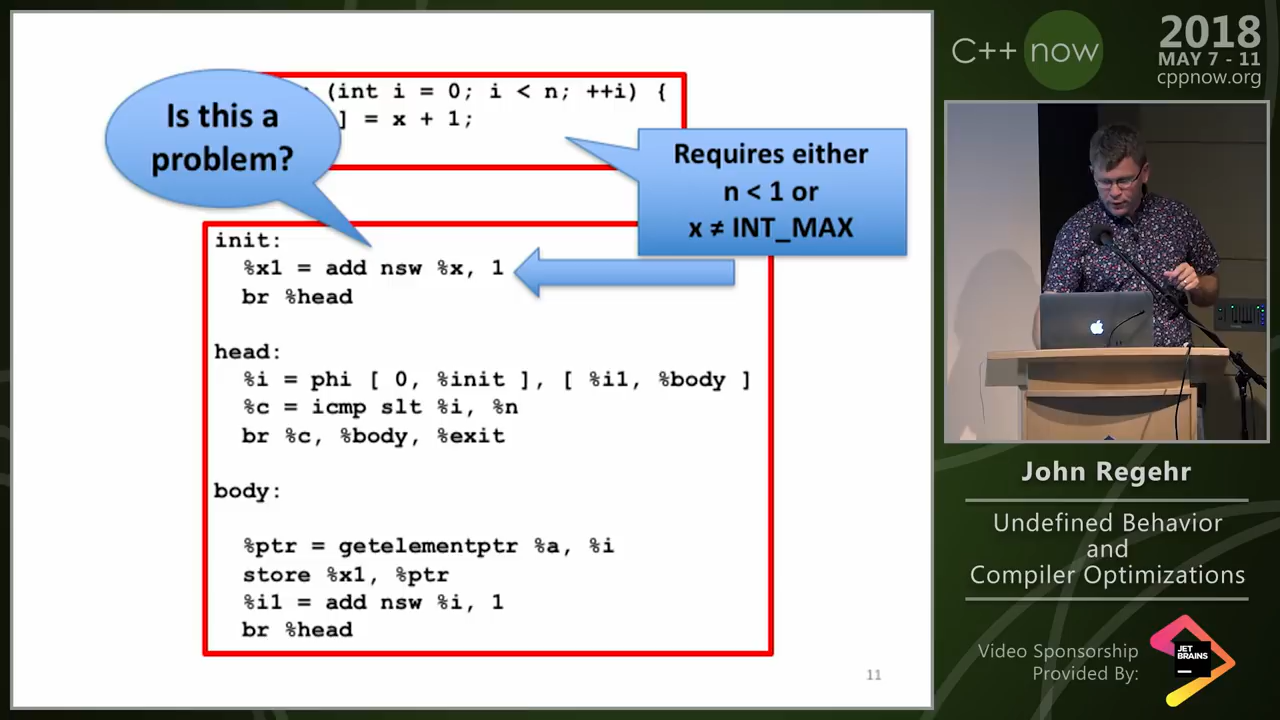 (int i = 0; i < n; ++i) {
] = x + 1;
Is this a
problem?
Requires either
n < 1 or
x ≠ INT_MAX
init:
%x1 = add nsw %x, 1
br %head
head:
%i = phi [ 0, %init ], [ %i1, %body ]
%c = icmp slt %i, %n
br %c, %body, %exit
body:
%ptr = getelementptr %a, %i
store %x1, %ptr
%i1 = add nsw %i, 1
br %head
11
C++ now
2018
MAY 7 - 11
cppnow.org
John Regehr
Undefined Behavior
and
Compiler Optimizations
Video Sponsorship
Provided By:
JET
BRAINS